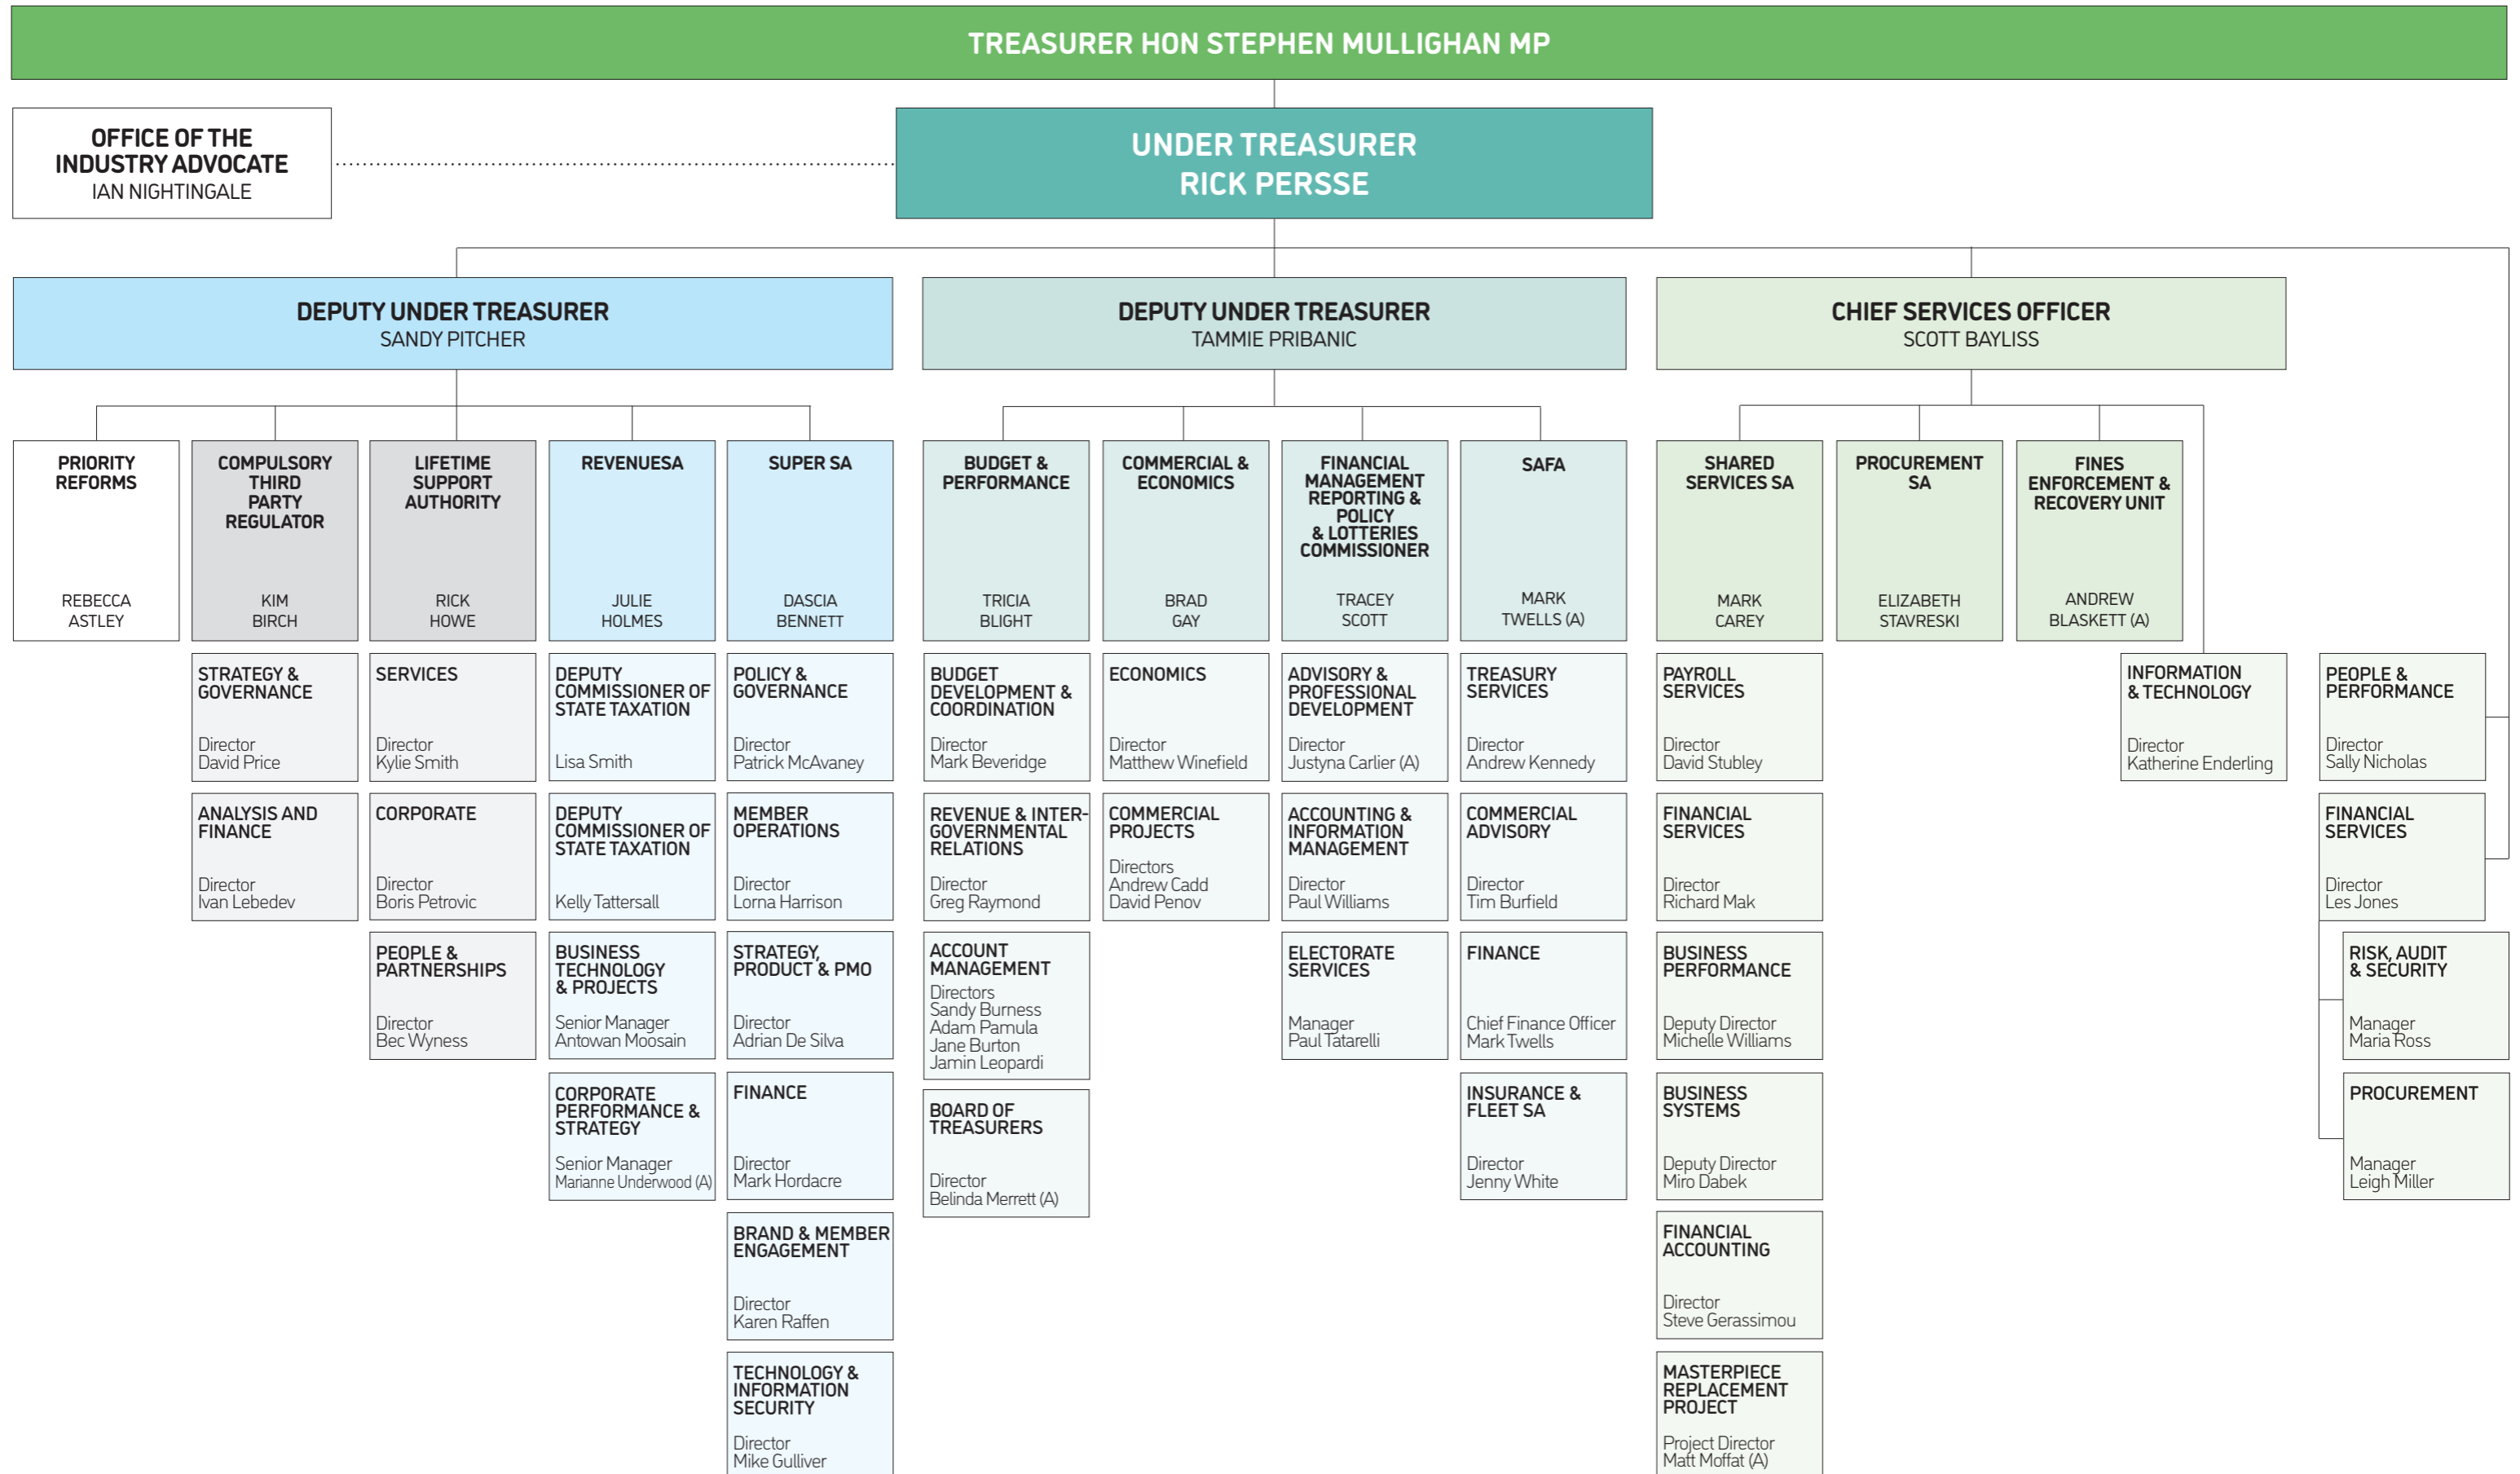 TREASURER HON STEPHEN MULLIGHAN MP
OFFICE OF THE
INDUSTRY ADVOCATE
IAN NIGHTINGALE
UNDER TREASURER
RICK PERSSE
DEPUTY UNDER TREASURER
SANDY PITCHER
DEPUTY UNDER TREASURER
TAMMIE PRIBANIC
CHIEF SERVICES OFFICER
SCOTT BAYLISS
PRIORITY
REFORMS
REBECCA
ASTLEY
COMPULSORY
THIRD
PARTY
REGULATOR
KIM
BIRCH
STRATEGY &
GOVERNANCE
Director
David Price
ANALYSIS AND
FINANCE
Director
Ivan Lebedev
LIFETIME
SUPPORT
AUTHORITY
RICK
HOWE
SERVICES
Director
Kylie Smith
CORPORATE
Director
Boris Petrovic
PEOPLE &
PARTNERSHIPS
Director
Bec Wyness
REVENUESA
JULIE
HOLMES
DEPUTY
COMMISSIONER OF
STATE TAXATION
Lisa Smith
DEPUTY
COMMISSIONER OF
STATE TAXATION
Kelly Tattersall
BUSINESS
TECHNOLOGY
& PROJECTS
Senior Manager
Antowan Moosain
CORPORATE
PERFORMANCE &
STRATEGY
Senior Manager
Marianne Underwood (A)
SUPER SA
DASCIA
BENNETT
POLICY &
GOVERNANCE
Director
Patrick McAvaney
MEMBER
OPERATIONS
Director
Lorna Harrison
STRATEGY,
PRODUCT & PMO
Director
Adrian De Silva
FINANCE
Director
Mark Hordacre
BRAND & MEMBER
ENGAGEMENT
Director
Karen Raffen
TECHNOLOGY &
INFORMATION
SECURITY
Director
Mike Gulliver
BUDGET &
PERFORMANCE
TRICIA
BLIGHT
BUDGET
DEVELOPMENT &
COORDINATION
Director
Mark Beveridge
REVENUE & INTER-
GOVERNMENTAL
RELATIONS
Director
Greg Raymond
ACCOUNT
MANAGEMENT
Directors
Sandy Burness
Adam Pamula
Jane Burton
Jamin Leopardi
BOARD OF
TREASURERS
Director
Belinda Merrett (A)
COMMERCIAL &
ECONOMICS
BRAD
GAY
ECONOMICS
Director
Matthew Winefield
COMMERCIAL
PROJECTS
Directors
Andrew Cadd
David Penov
FINANCIAL
MANAGEMENT
REPORTING &
POLICY
& LOTTERIES
COMMISSIONER
TRACEY
SCOTT
ADVISORY &
PROFESSIONAL
DEVELOPMENT
Director
Justyna Carlier (A)
ACCOUNTING &
INFORMATION
MANAGEMENT
Director
Paul Williams
ELECTORATE
SERVICES
Manager
Paul Tatarelli
SAFA
MARK
TWELLS (A)
TREASURY
SERVICES
Director
Andrew Kennedy
COMMERCIAL
ADVISORY
Director
Tim Burfield
FINANCE
Chief Finance Officer
Mark Twells
INSURANCE &
FLEET SA
Director
Jenny White
SHARED
SERVICES SA
MARK
CAREY
PAYROLL
SERVICES
Director
David Stubley
FINANCIAL
SERVICES
Director
Richard Mak
BUSINESS
PERFORMANCE
Deputy Director
Michelle Williams
BUSINESS
SYSTEMS
Deputy Director
Miro Dabek
FINANCIAL
ACCOUNTING
Director
Steve Gerassimou
MASTERPIECE
REPLACEMENT
PROJECT
Project Director
Matt Moffat (A)
PROCUREMENT
SA
ELIZABETH
STAVRESKI
FINES
ENFORCEMENT &
RECOVERY UNIT
ANDREW
BLASKETT (A)
INFORMATION
& TECHNOLOGY
Director
Katherine Enderling
PEOPLE &
PERFORMANCE
Director
Sally Nicholas
FINANCIAL
SERVICES
Director
Les Jones
RISK, AUDIT
& SECURITY
Manager
Maria Ross
PROCUREMENT
Manager
Leigh Miller